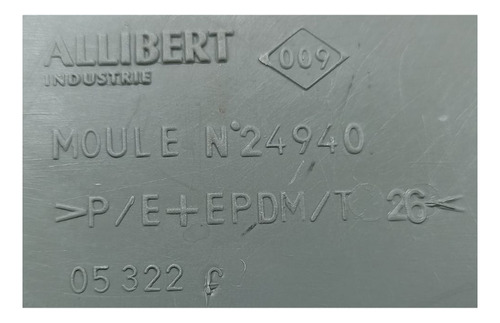 ALLIBERT
INDUSTRIE
009
MOULE N°24940
>P/E+EPDM/T 26<
05 322